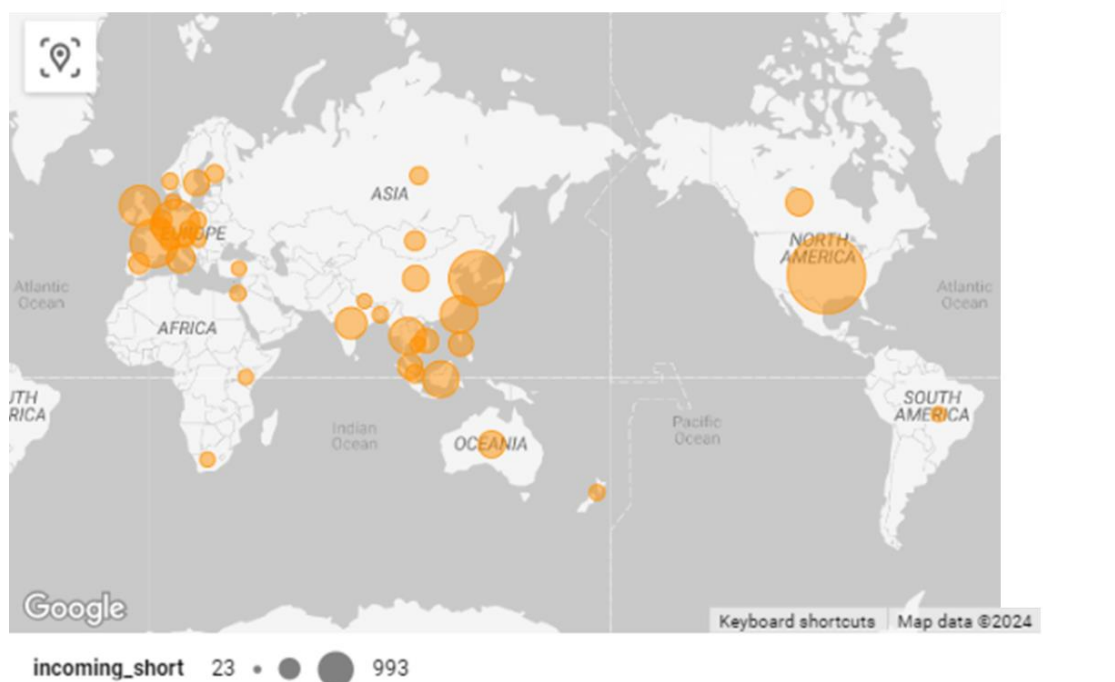 ASIA
EUROPE
NORTH
AMERICA
Atlantic
Ocean
Atlantic
Ocean
AFRICA
UTH
RICA
SOUTH
AMERICA
Indian
Ocean
OCEANIA
Pacific
Ocean
Google
Keyboard shortcuts Map data ©2024
incoming_short 23 993